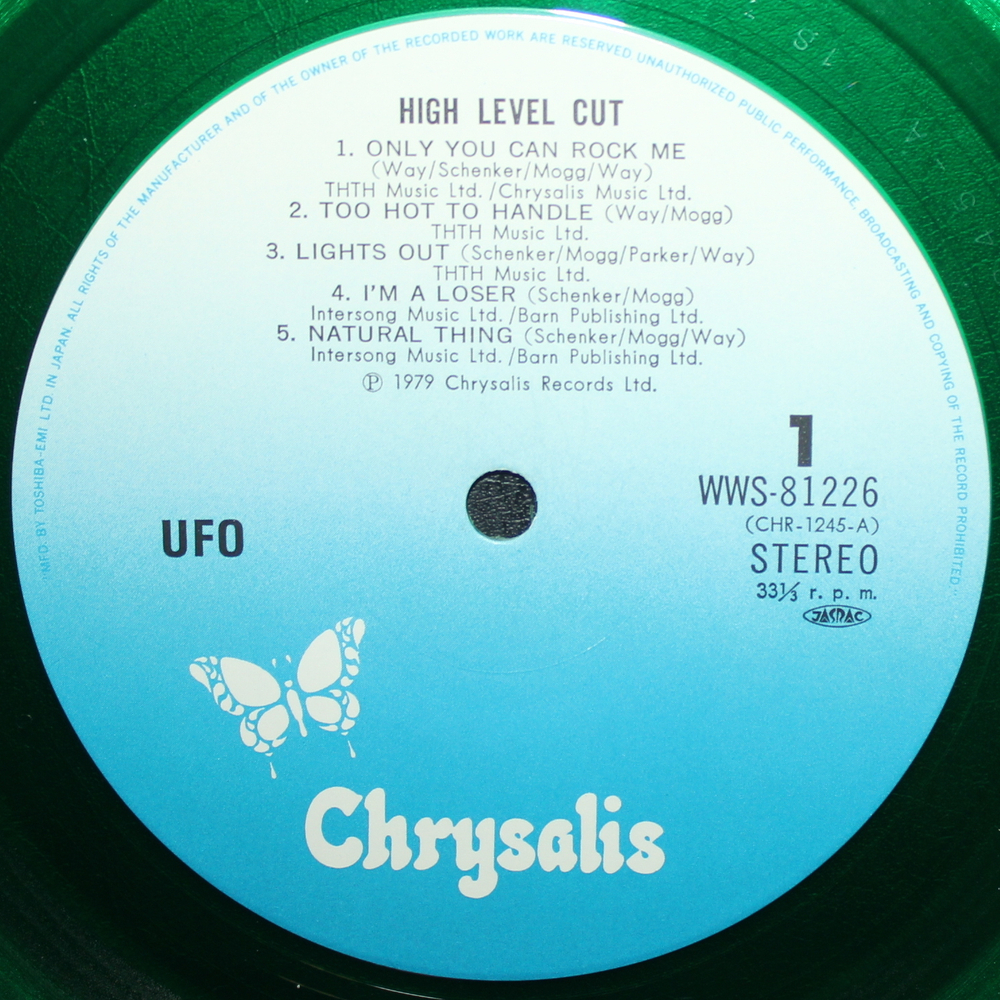 "MFD. BY TOSHIBA-EMI LTD. IN JAPAN. ALL RIGHTS OF THE MANUFACTURER AND OF THE OWNER OF THE RECORDED WORK ARE RESERVED. UNAUTHORIZED PUBLIC PERFORMANCE, BROADCASTING AND COPYING OF THE RECORD PROHIBITED."
HIGH LEVEL CUT
1. ONLY YOU CAN ROCK ME
(Way/Schenker/Mogg/Way)
THTH Music Ltd./Chrysalis Music Ltd.
2. TOO HOT TO HANDLE (Way/Mogg)
THTH Music Ltd.
3. LIGHTS OUT (Schenker/Mogg/Parker/Way)
THTH Music Ltd.
4. I'M A LOSER (Schenker/Mogg)
Intersong Music Ltd./Barn Publishing Ltd.
5. NATURAL THING (Schenker/Mogg/Way)
Intersong Music Ltd./Barn Publishing Ltd.
Ⓟ 1979 Chrysalis Records Ltd.
1
WWS-81226
(CHR-1245-A)
UFO
STEREO
33⅓ r. p. m.
JASRAC
Chrysalis